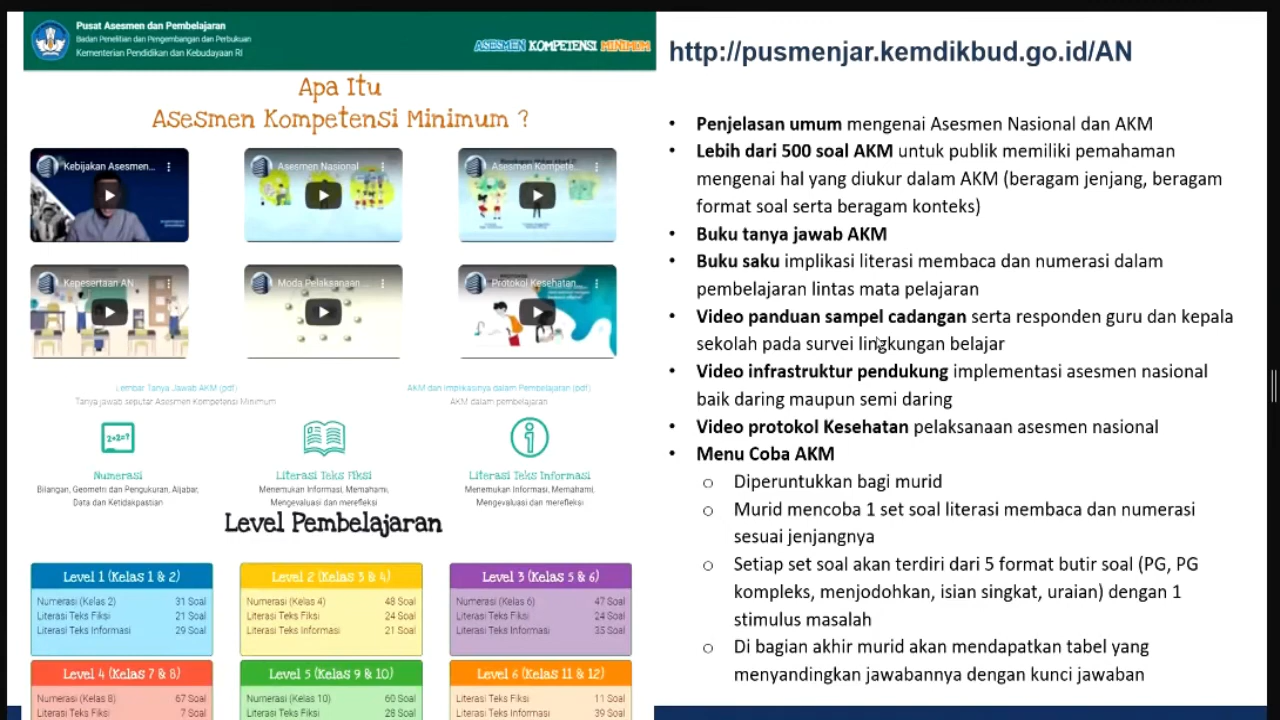 Pusat Asesmen dan Pembelajaran
Badan Penelitian dan Pengembangan dan Perbukuan
Kementerian Pendidikan dan Kebudayaan RI
ASESMEN KOMPETENSI MINIMUM
Apa Itu
Asesmen Kompetensi Minimum ?
Kebijakan Asesmen...
Asesmen Nasional
Asesmen Kompete...
Kepesertaan AN
Moda Pelaksanaan...
Protokol Kesehatan
Lembar Tanya Jawab AKM (pdf)
Tanya jawab seputar Asesmen Kompetensi Minimum
AKM dan implikasinya dalam Pembelajaran (pdf)
AKM dalam pembelajaran
2+2=?
Numerasi
Bilangan, Geometri dan Pengukuran, Aljabar,
Data dan Ketidakpastian
Literasi Teks Fiksi
Menemukan Informasi, Memahami,
Mengevaluasi dan merefleksi
Literasi Teks Informasi
Menemukan Informasi, Memahami,
Mengevaluasi dan merefleksi
Level Pembelajaran
Level 1 (Kelas 1 & 2)
Numerasi (Kelas 2) 31 Soal
Literasi Teks Fiksi 21 Soal
Literasi Teks Informasi 29 Soal
Level 2 (Kelas 3 & 4)
Numerasi (Kelas 4) 48 Soal
Literasi Teks Fiksi 24 Soal
Literasi Teks Informasi 21 Soal
Level 3 (Kelas 5 & 6)
Numerasi (Kelas 6) 47 Soal
Literasi Teks Fiksi 24 Soal
Literasi Teks Informasi 35 Soal
Level 4 (Kelas 7 & 8)
Numerasi (Kelas 8) 67 Soal
Literasi Teks Fiksi 7 Soal
Level 5 (Kelas 9 & 10)
Numerasi (Kelas 10) 60 Soal
Literasi Teks Fiksi 28 Soal
Level 6 (Kelas 11 & 12)
Literasi Teks Fiksi 11 Soal
Literasi Teks Informasi 39 Soal
http://pusmenjar.kemdikbud.go.id/AN
• Penjelasan umum mengenai Asesmen Nasional dan AKM
• Lebih dari 500 soal AKM untuk publik memiliki pemahaman
mengenai hal yang diukur dalam AKM (beragam jenjang, beragam
format soal serta beragam konteks)
• Buku tanya jawab AKM
• Buku saku implikasi literasi membaca dan numerasi dalam
pembelajaran lintas mata pelajaran
• Video panduan sampel cadangan serta responden guru dan kepala
sekolah pada survei lingkungan belajar
• Video infrastruktur pendukung implementasi asesmen nasional
baik daring maupun semi daring
• Video protokol Kesehatan pelaksanaan asesmen nasional
• Menu Coba AKM
o Diperuntukkan bagi murid
o Murid mencoba 1 set soal literasi membaca dan numerasi
sesuai jenjangnya
o Setiap set soal akan terdiri dari 5 format butir soal (PG, PG
kompleks, menjodohkan, isian singkat, uraian) dengan 1
stimulus masalah
o Di bagian akhir murid akan mendapatkan tabel yang
menyandingkan jawabannya dengan kunci jawaban